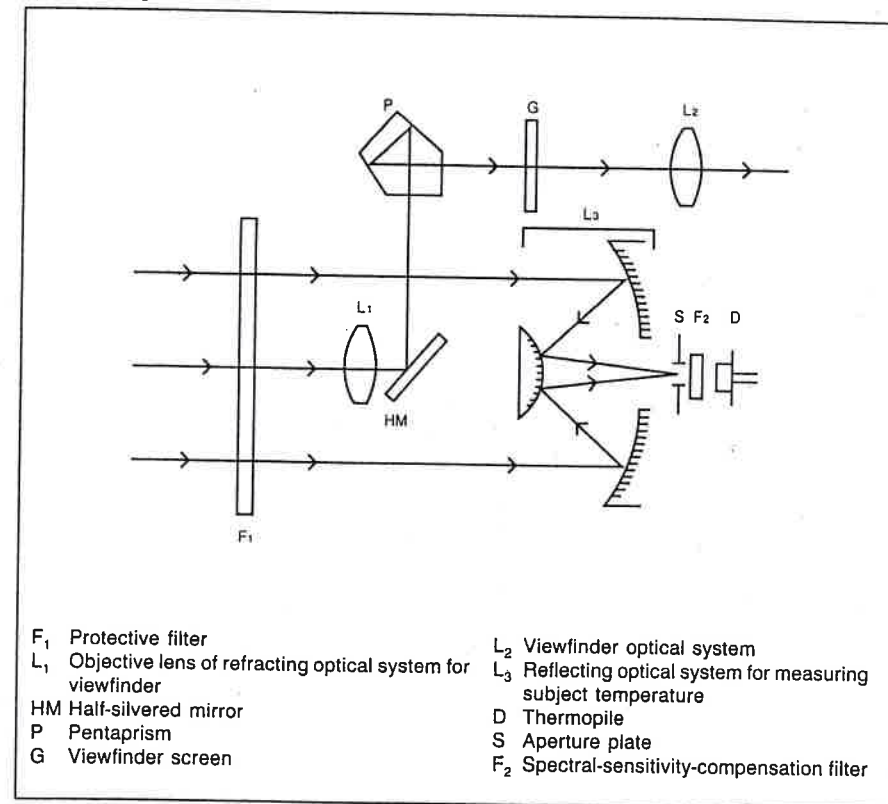 P
G
L₂
L₃
L₁
S F₂ D
HM
F₁
F₁ Protective filter
L₁ Objective lens of refracting optical system for
viewfinder
HM Half-silvered mirror
P Pentaprism
G Viewfinder screen
L₂ Viewfinder optical system
L₃ Reflecting optical system for measuring
subject temperature
D Thermopile
S Aperture plate
F₂ Spectral-sensitivity-compensation filter